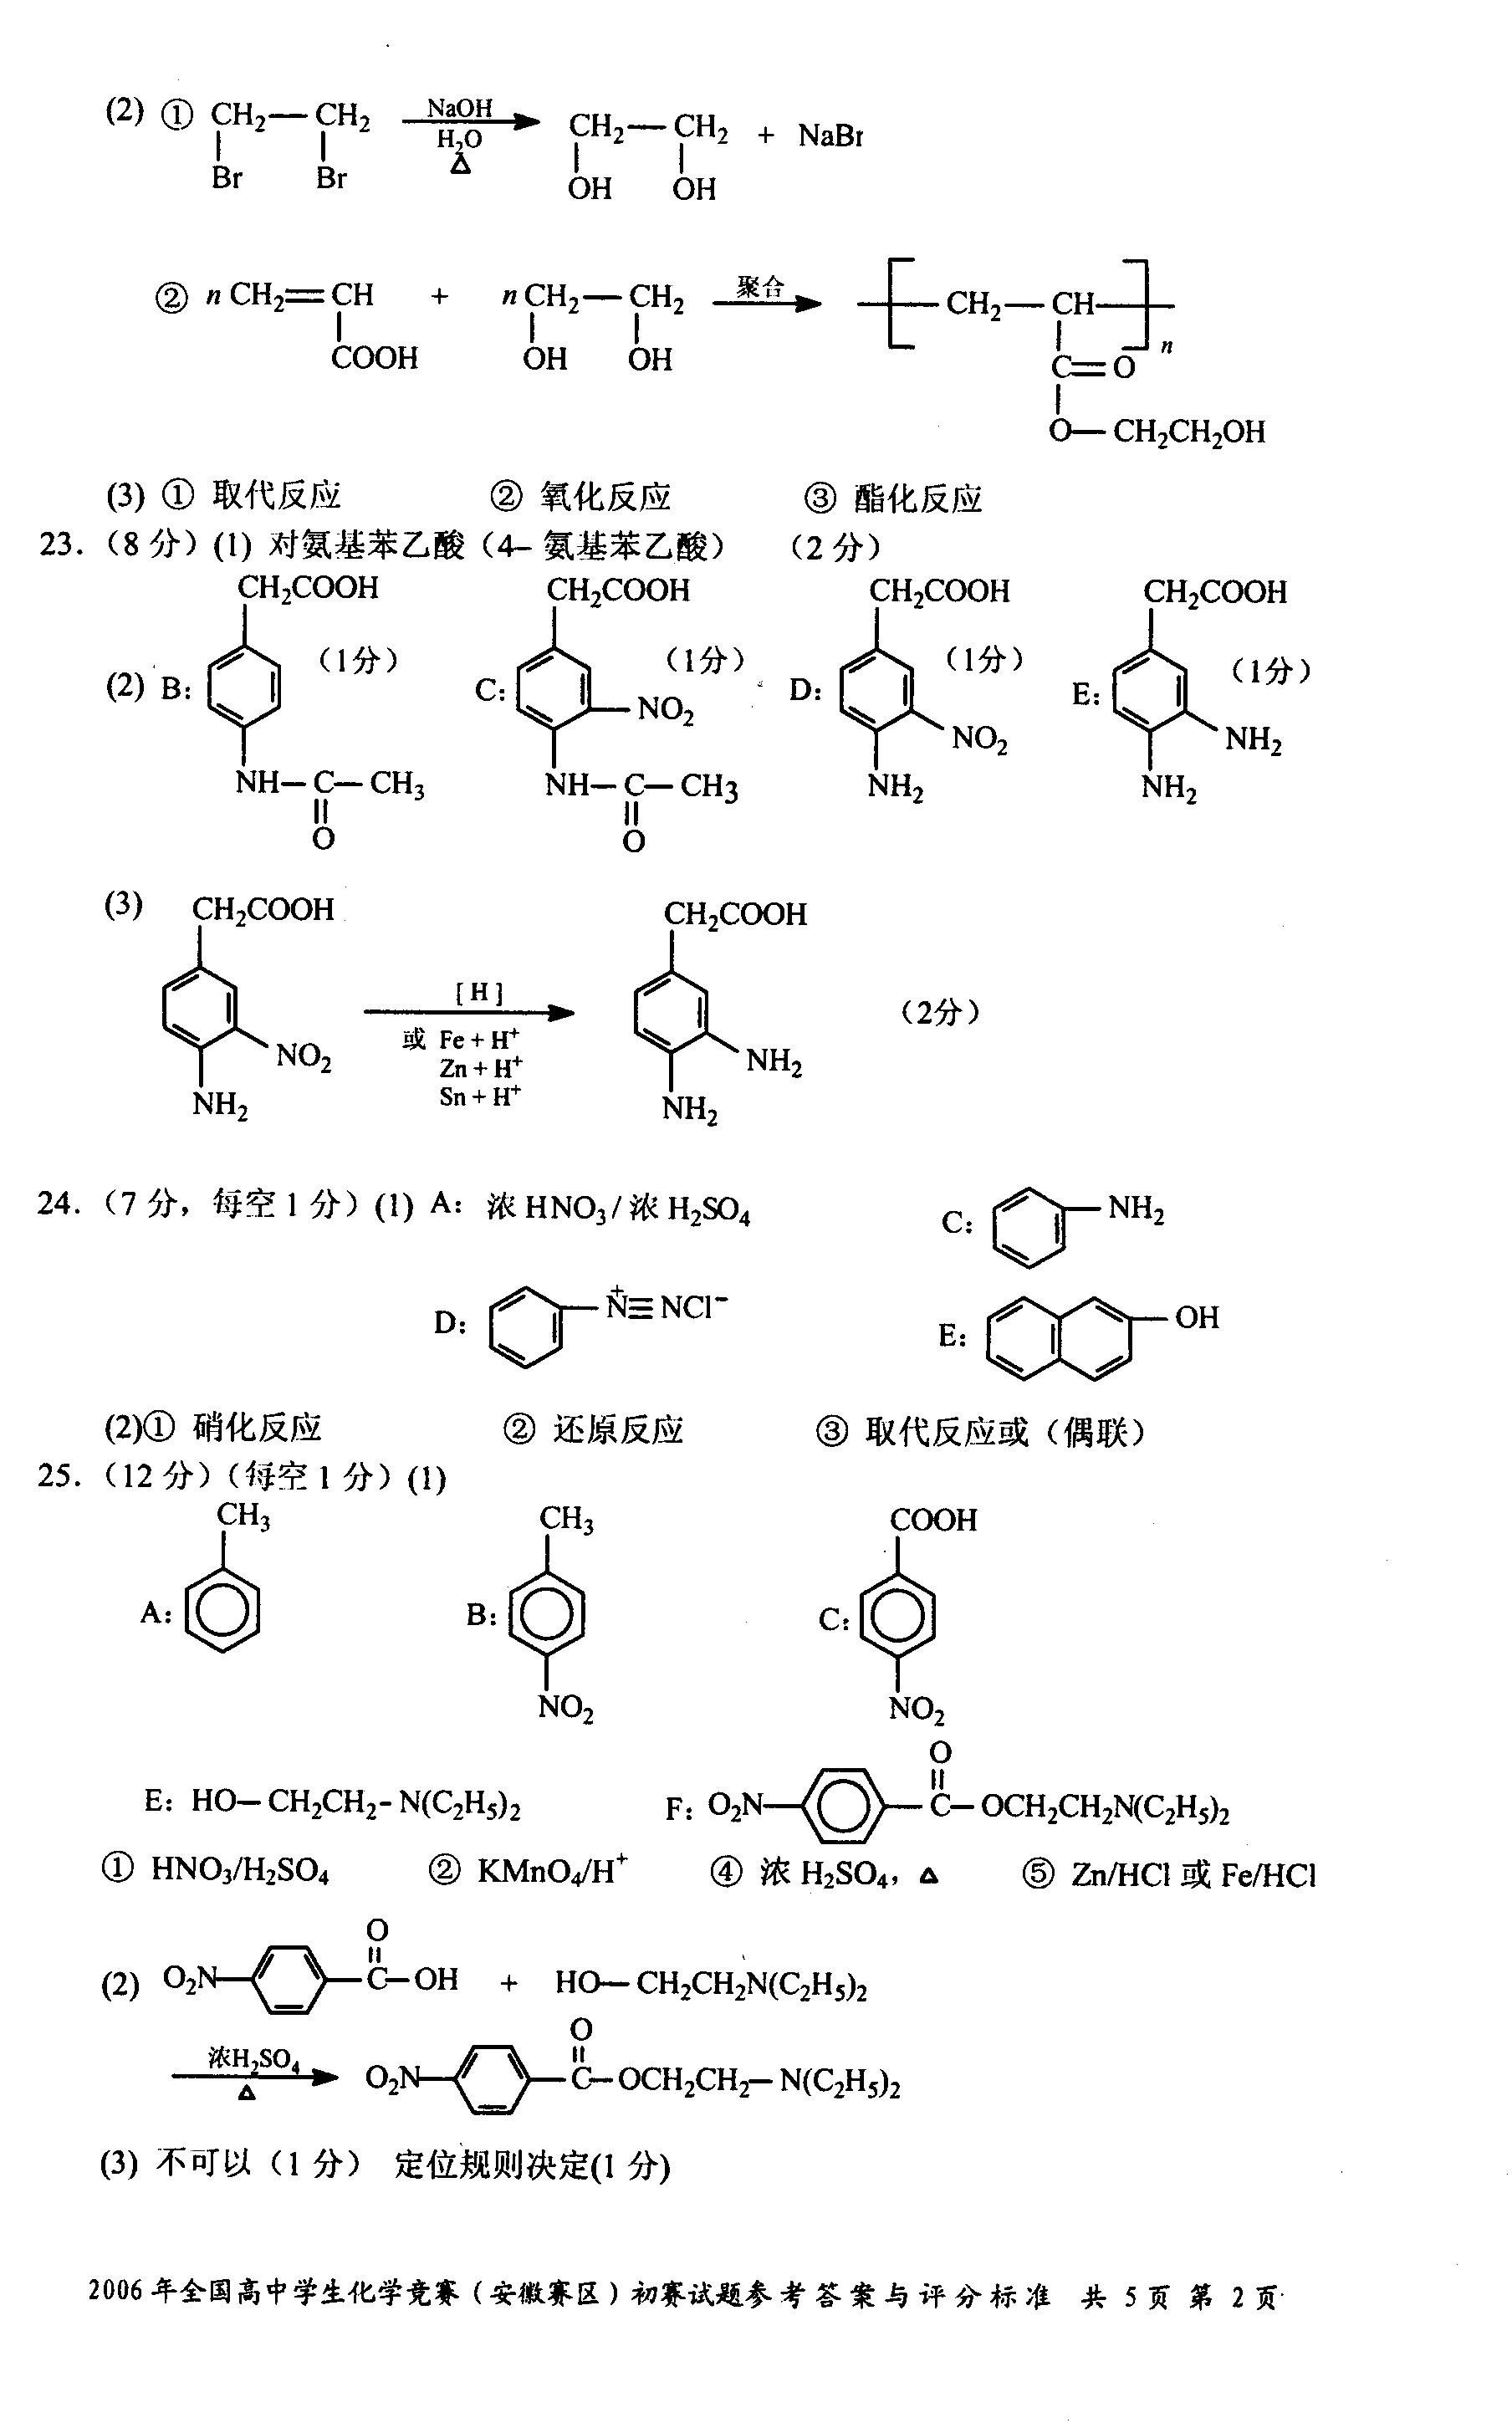 (2) ① CH₂—CH₂ NaOH CH₂—CH₂ + NaBr
H₂O
△
Br Br OH OH
② n CH₂═CH + n CH₂—CH₂ 聚合 [CH₂—CH]n
COOH OH OH C═O
O—CH₂CH₂OH
(3) ① 取代反应 ② 氧化反应 ③ 酯化反应
23.（8 分）(1) 对氨基苯乙酸（4– 氨基苯乙酸） （2 分）
CH₂COOH CH₂COOH CH₂COOH CH₂COOH
（1分） （1分） （1分） （1分）
(2) B: C: D: E:
NO₂ NO₂ NH₂
NH—C—CH₃ NH—C—CH₃ NH₂ NH₂
O O
(3) CH₂COOH CH₂COOH
[H] （2分）
或 Fe + H⁺
NO₂ Zn + H⁺ NH₂
NH₂ Sn + H⁺ NH₂
24.（7 分，每空 1 分）(1) A：浓 HNO₃ / 浓 H₂SO₄ C: NH₂
D: N⁺≡NCl⁻ E: OH
(2)① 硝化反应 ② 还原反应 ③ 取代反应或（偶联）
25.（12 分）（每空 1 分）(1)
CH₃ CH₃ COOH
A: B: C:
NO₂ NO₂
O
E: HO—CH₂CH₂-N(C₂H₅)₂ F: O₂N C—OCH₂CH₂N(C₂H₅)₂
① HNO₃/H₂SO₄ ② KMnO₄/H⁺ ④ 浓 H₂SO₄，△ ⑤ Zn/HCl 或 Fe/HCl
O
(2) O₂N C—OH + HO—CH₂CH₂N(C₂H₅)₂
O
浓H₂SO₄ O₂N C—OCH₂CH₂—N(C₂H₅)₂
△
(3) 不可以（1 分） 定位规则决定(1 分)
2006 年全国高中学生化学竞赛（安徽赛区）初赛试题参考答案与评分标准 共 5 页 第 2 页